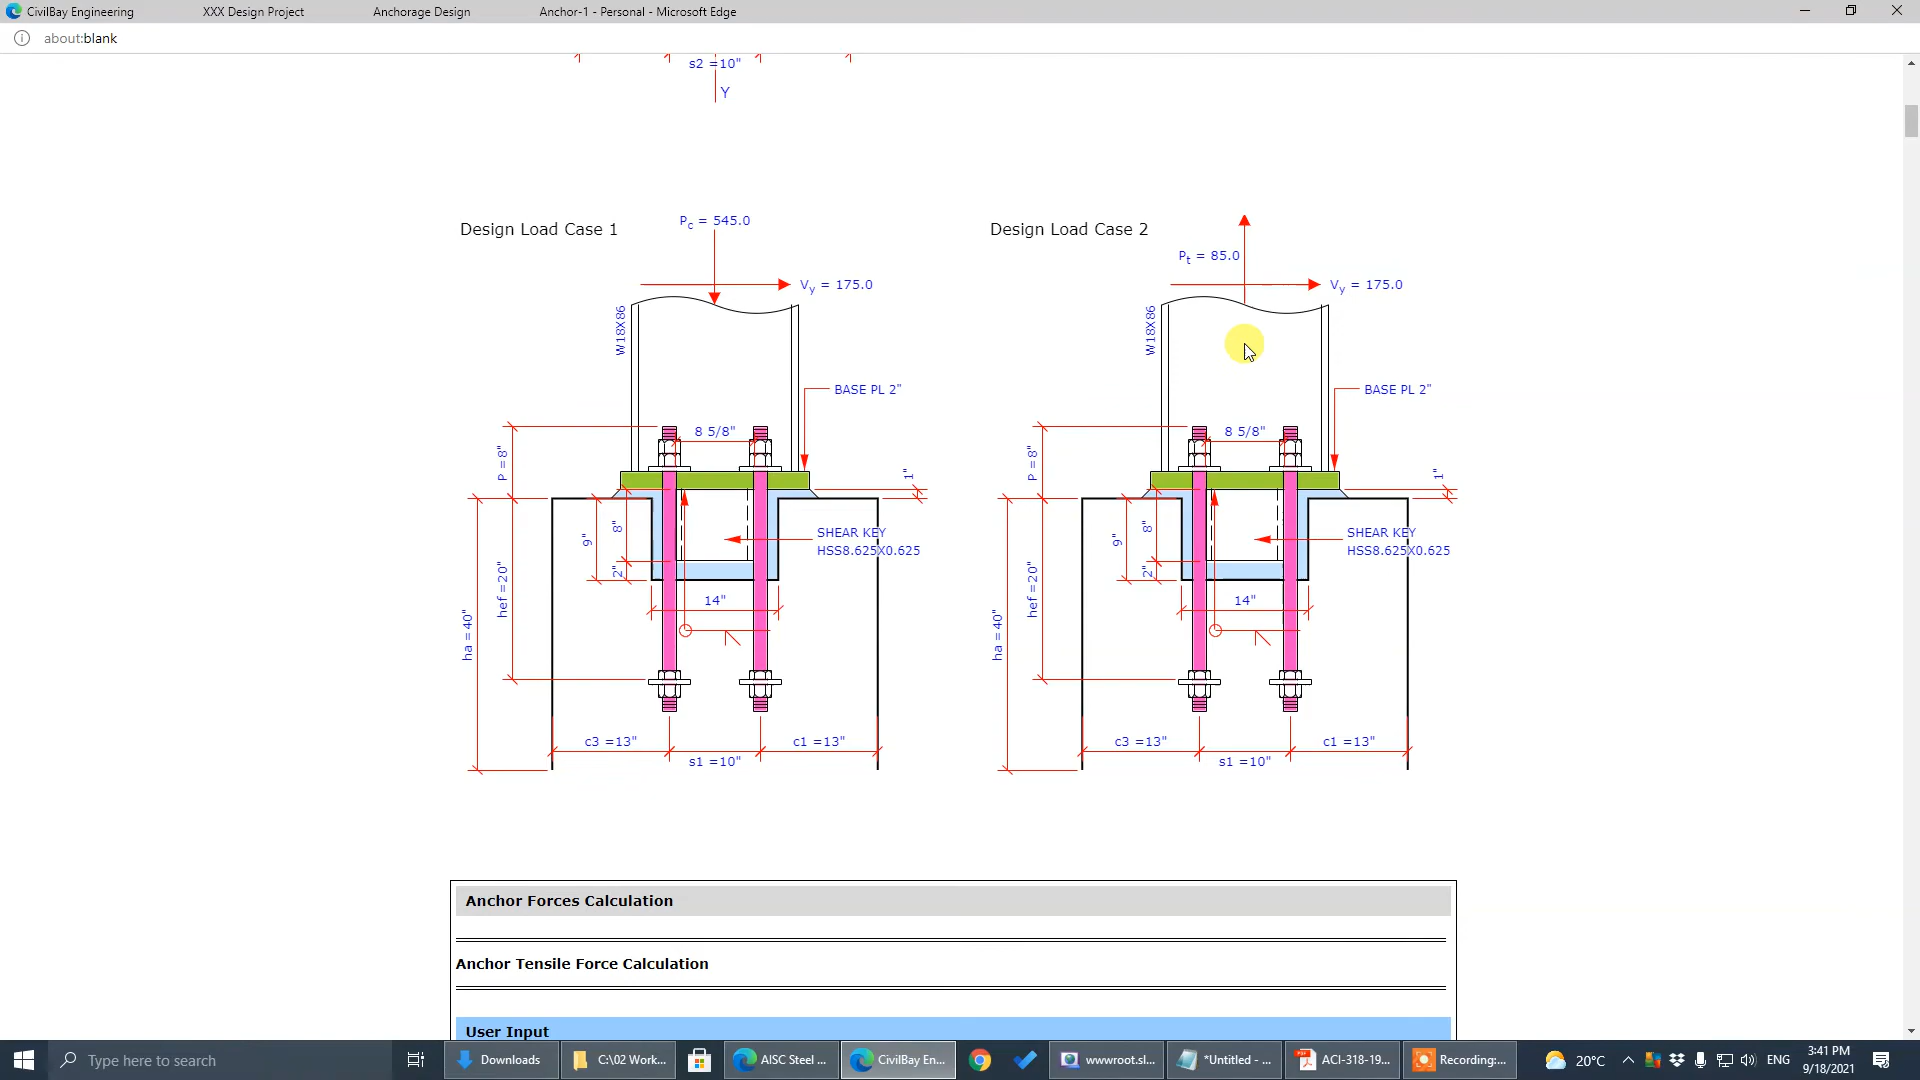 CivilBay Engineering XXX Design Project Anchorage Design Anchor-1 - Personal - Microsoft Edge
about:blank
s2 =10"
Y
Design Load Case 1
Pc = 545.0
Vy = 175.0
W18X86
BASE PL 2"
8 5/8"
P =8"
1"
9"
8"
2"
SHEAR KEY
HSS8.625X0.625
hef =20"
ha =40"
14"
c3 =13"
c1 =13"
s1 =10"
Design Load Case 2
Pt = 85.0
Vy = 175.0
W18X86
BASE PL 2"
8 5/8"
P =8"
1"
9"
8"
2"
SHEAR KEY
HSS8.625X0.625
hef =20"
ha =40"
14"
c3 =13"
c1 =13"
s1 =10"
Anchor Forces Calculation
Anchor Tensile Force Calculation
User Input
Type here to search
Downloads
C:\02 Work...
AISC Steel ...
CivilBay En...
wwwroot.sl...
*Untitled - ...
ACI-318-19...
Recording:...
20°C
ENG
3:41 PM
9/18/2021